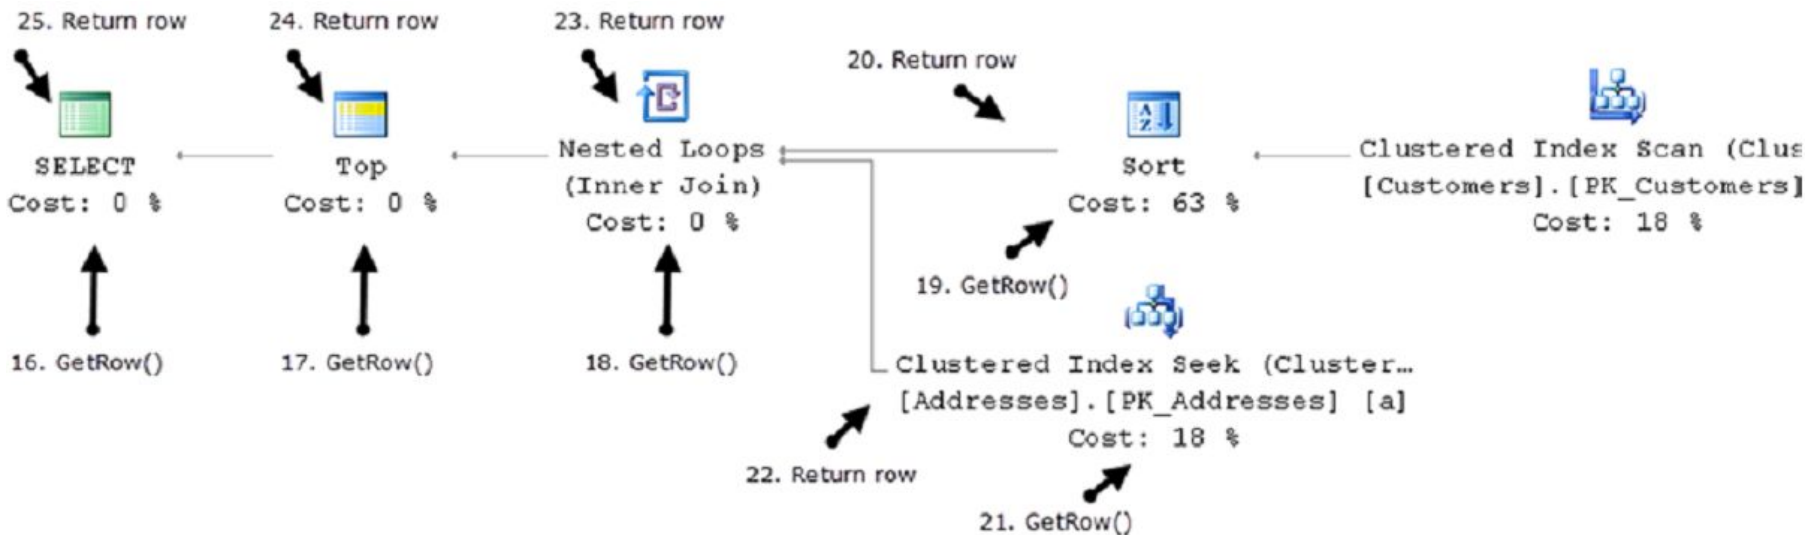 25. Return row
24. Return row
23. Return row
20. Return row
SELECT
Cost: 0 %
Top
Cost: 0 %
Nested Loops
(Inner Join)
Cost: 0 %
Sort
Cost: 63 %
Clustered Index Scan (Clus
[Customers].[PK_Customers]
Cost: 18 %
19. GetRow()
16. GetRow()
17. GetRow()
18. GetRow()
Clustered Index Seek (Cluster…
[Addresses].[PK_Addresses] [a]
Cost: 18 %
22. Return row
21. GetRow()